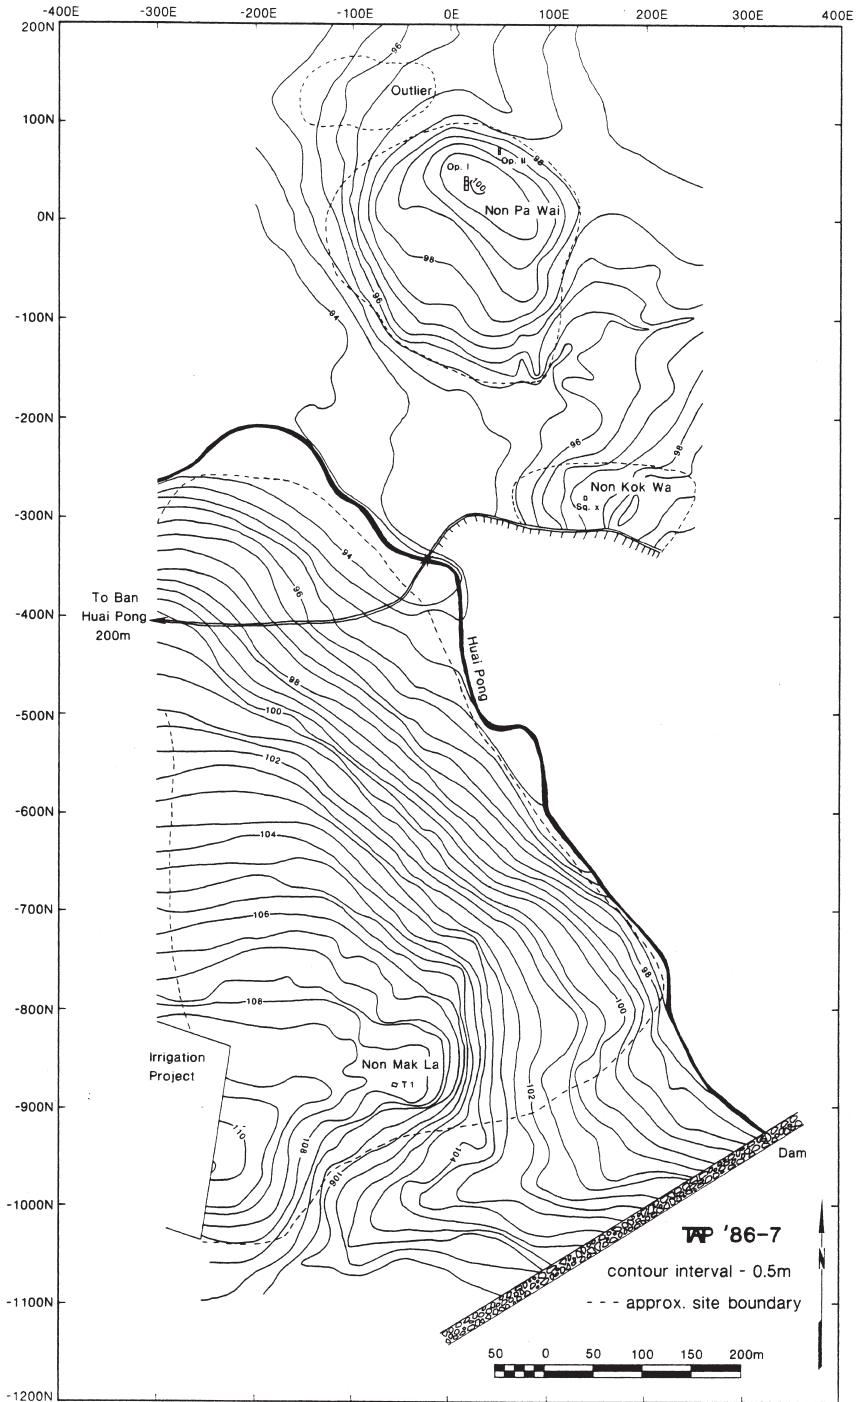 -400E -300E -200E -100E 0E 100E 200E 300E 400E
200N
96
Outlier
100N
98
Op. II
Op. I
100
Non Pa Wai
0N
98
96
94
-100N
-200N
96
98
Non Kok Wa
Sq. x
-300N
94
96
To Ban
Huai Pong
200m
-400N
Huai Pong
98
100
-500N
102
-600N
104
-700N
106
98
-800N
108
100
Irrigation
Project
Non Mak La
T1
102
-900N
110
108
104
106
Dam
-1000N
TAP '86-7
N
contour interval - 0.5m
--- approx. site boundary
-1100N
50 0 50 100 150 200m
-1200N